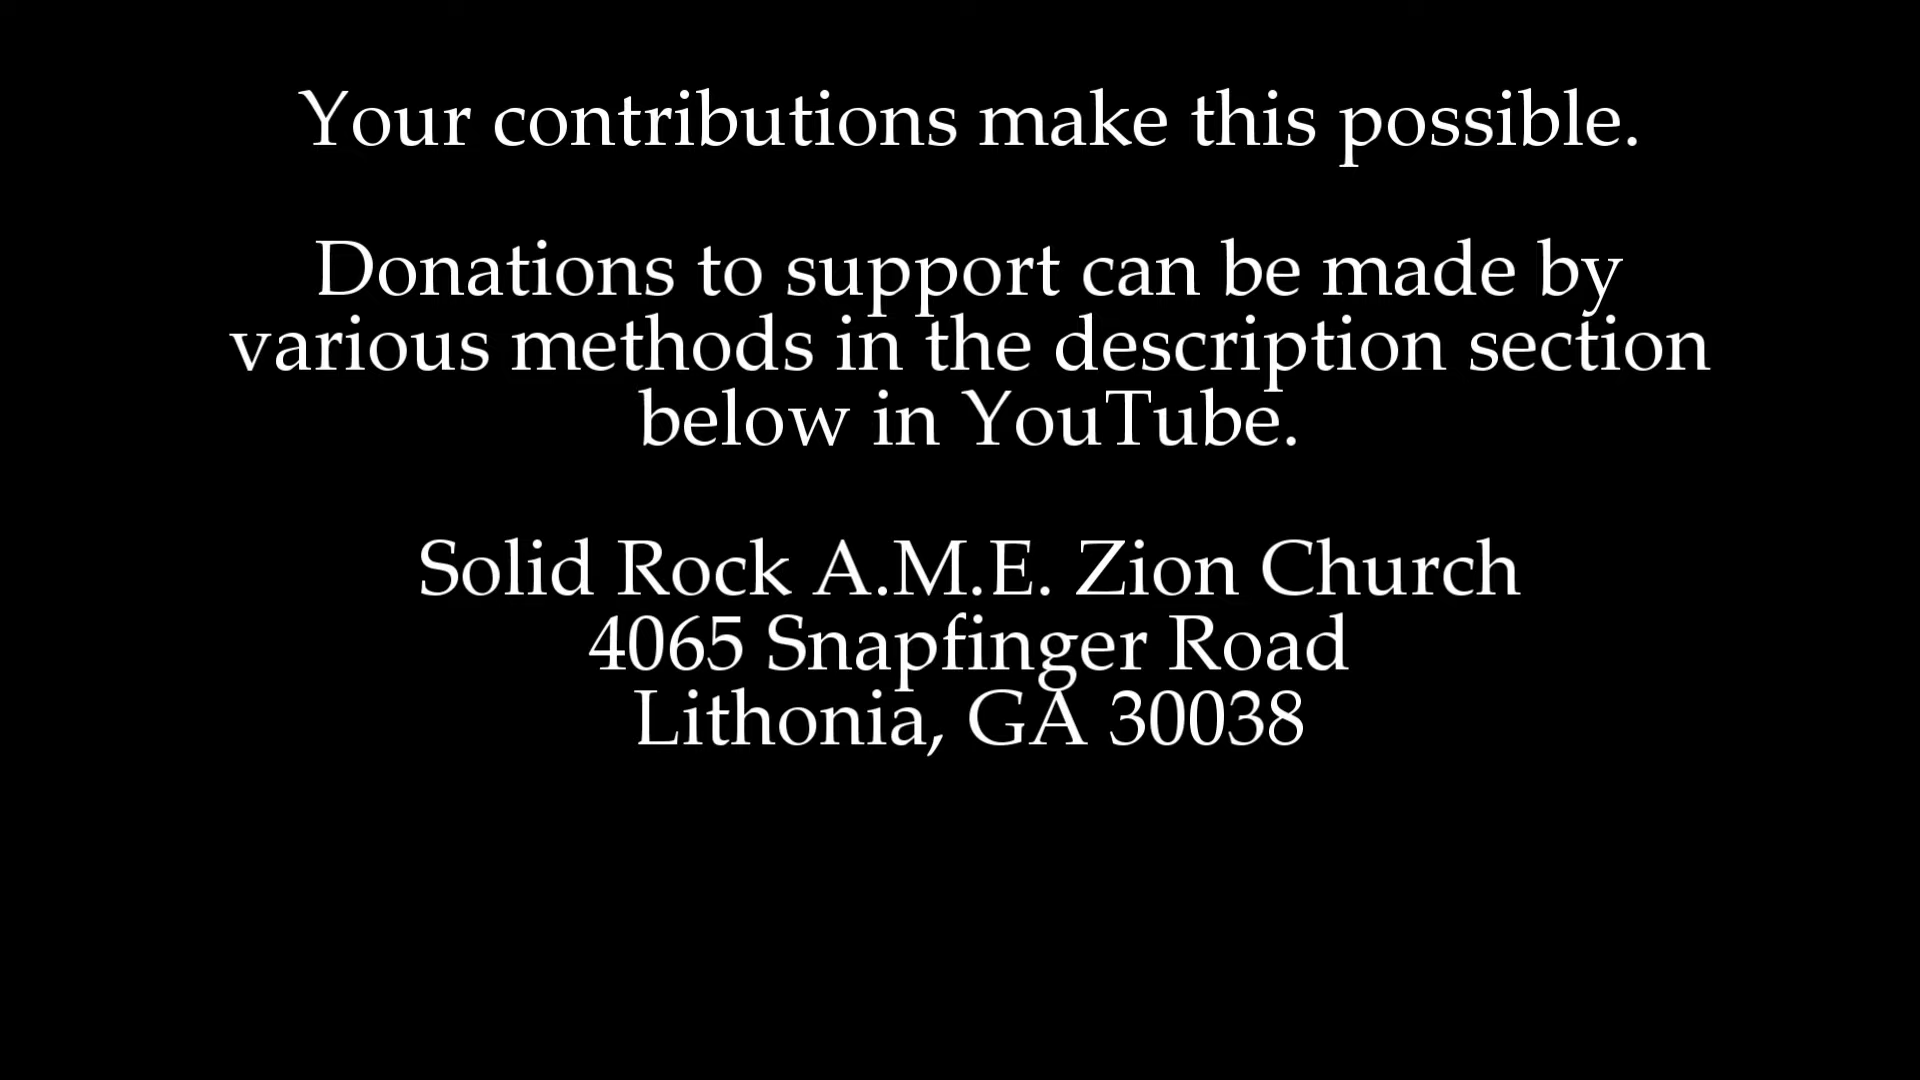 Your contributions make this possible.
Donations to support can be made by
various methods in the description section
below in YouTube.
Solid Rock A.M.E. Zion Church
4065 Snapfinger Road
Lithonia, GA 30038